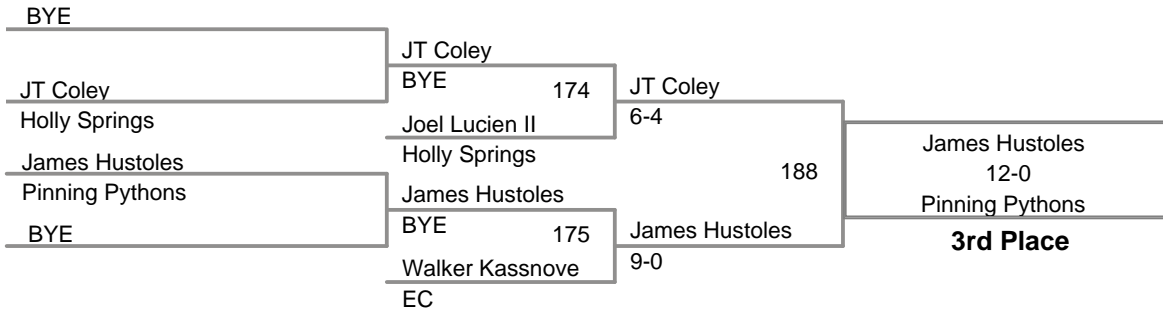 BYE
JT Coley
Holly Springs
James Hustoles
Pinning Pythons
BYE
JT Coley
BYE
174
Joel Lucien II
Holly Springs
James Hustoles
BYE
175
Walker Kassnove
EC
JT Coley
6-4
188
James Hustoles
9-0
James Hustoles
12-0
Pinning Pythons
3rd Place